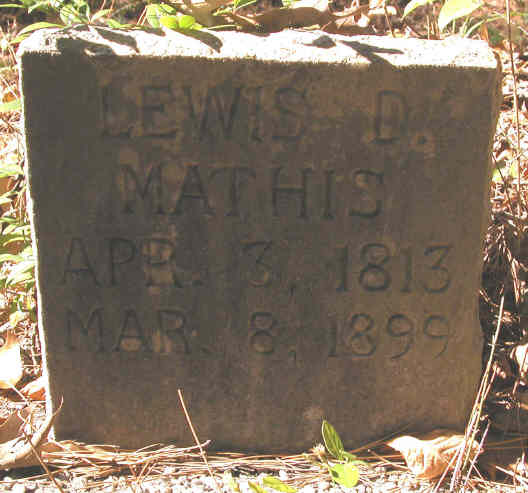 LEWIS D.
MATHIS
APR. 3, 1813
MAR. 8, 1899